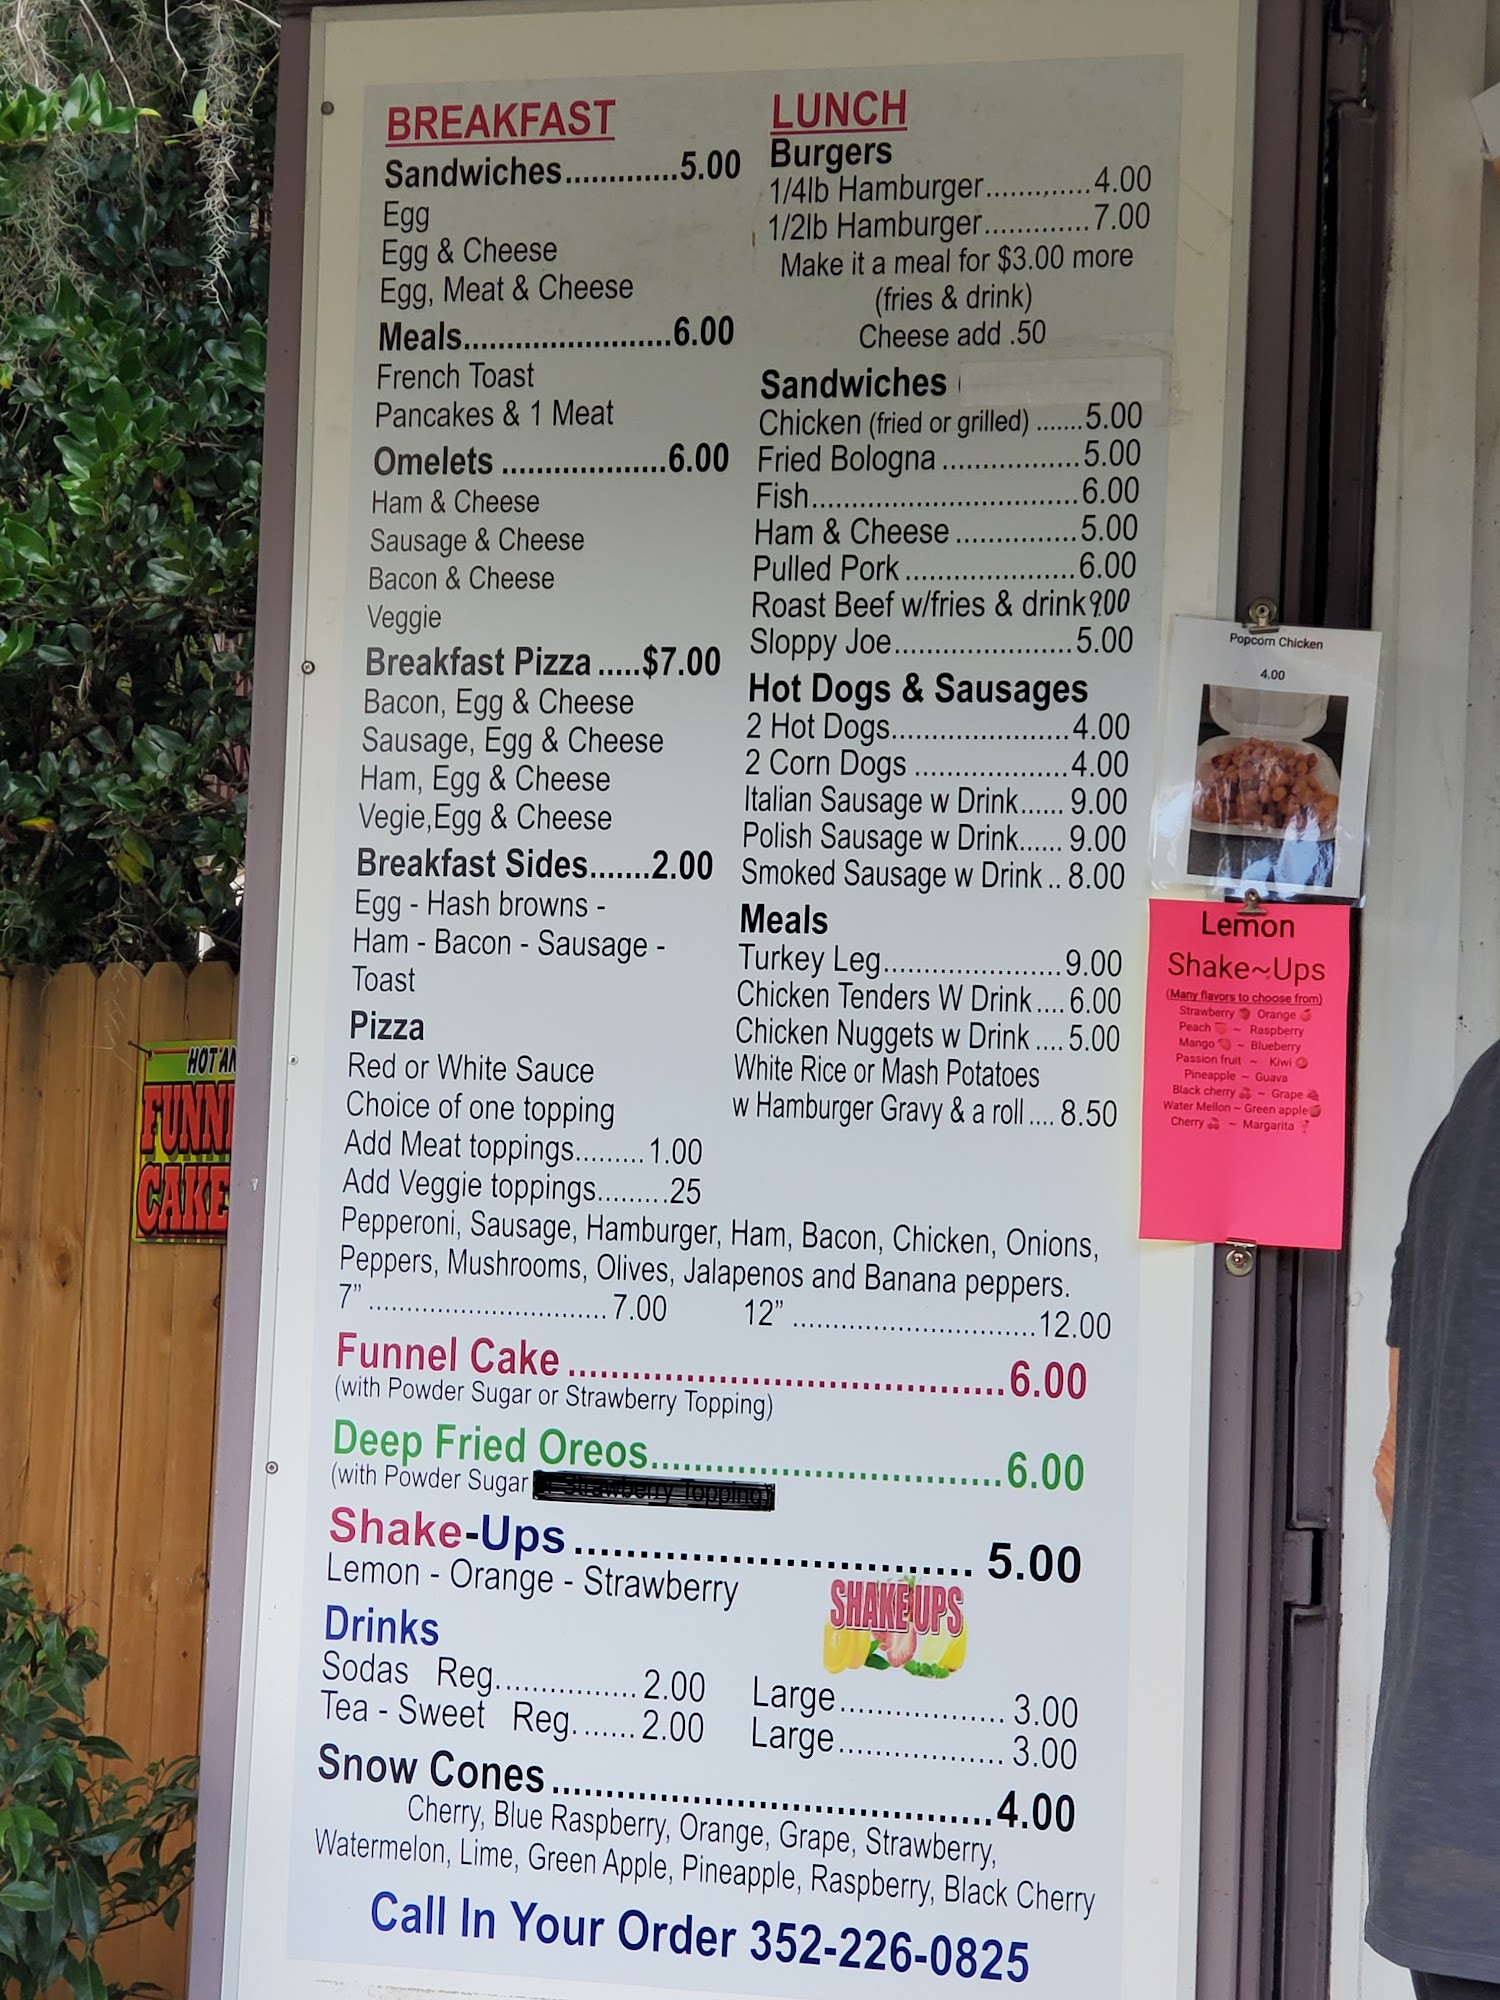 BREAKFAST
Sandwiches.............5.00
Egg
Egg & Cheese
Egg, Meat & Cheese
Meals........................6.00
French Toast
Pancakes & 1 Meat
Omelets ...................6.00
Ham & Cheese
Sausage & Cheese
Bacon & Cheese
Veggie
Breakfast Pizza .....$7.00
Bacon, Egg & Cheese
Sausage, Egg & Cheese
Ham, Egg & Cheese
Vegie,Egg & Cheese
Breakfast Sides.......2.00
Egg - Hash browns -
Ham - Bacon - Sausage -
Toast
Pizza
Red or White Sauce
Choice of one topping
Add Meat toppings.........1.00
Add Veggie toppings.........25
Pepperoni, Sausage, Hamburger, Ham, Bacon, Chicken, Onions,
Peppers, Mushrooms, Olives, Jalapenos and Banana peppers.
7" ............................... 7.00 12" ...............................12.00
LUNCH
Burgers
1/4lb Hamburger.............4.00
1/2lb Hamburger.............7.00
Make it a meal for $3.00 more
(fries & drink)
Cheese add .50
Sandwiches
Chicken (fried or grilled) .......5.00
Fried Bologna .................5.00
Fish.................................6.00
Ham & Cheese ...............5.00
Pulled Pork .....................6.00
Roast Beef w/fries & drink 9.00
Sloppy Joe......................5.00
Hot Dogs & Sausages
2 Hot Dogs......................4.00
2 Corn Dogs ...................4.00
Italian Sausage w Drink...... 9.00
Polish Sausage w Drink...... 9.00
Smoked Sausage w Drink .. 8.00
Meals
Turkey Leg......................9.00
Chicken Tenders W Drink .... 6.00
Chicken Nuggets w Drink .... 5.00
White Rice or Mash Potatoes
w Hamburger Gravy & a roll .... 8.50
Funnel Cake .......................................6.00
(with Powder Sugar or Strawberry Topping)
Deep Fried Oreos................................6.00
(with Powder Sugar Strawberry Topping)
Shake-Ups ............................... 5.00
Lemon - Orange - Strawberry
SHAKE UPS
Drinks
Sodas Reg................. 2.00 Large................... 3.00
Tea - Sweet Reg. ...... 2.00 Large................... 3.00
Snow Cones ........................................4.00
Cherry, Blue Raspberry, Orange, Grape, Strawberry,
Watermelon, Lime, Green Apple, Pineapple, Raspberry, Black Cherry
Call In Your Order 352-226-0825
Popcorn Chicken
4.00
Lemon
Shake~Ups
(Many flavors to choose from)
Strawberry 🍓 Orange 🍊
Peach 🍑 ~ Raspberry
Mango 🥭 ~ Blueberry
Passion fruit ~ Kiwi 🥝
Pineapple ~ Guava
Black cherry 🍒 ~ Grape 🍇
Water Mellon ~ Green apple 🍏
Cherry 🍒 ~ Margarita 🍹
HOT AN
FUNN
CAKE